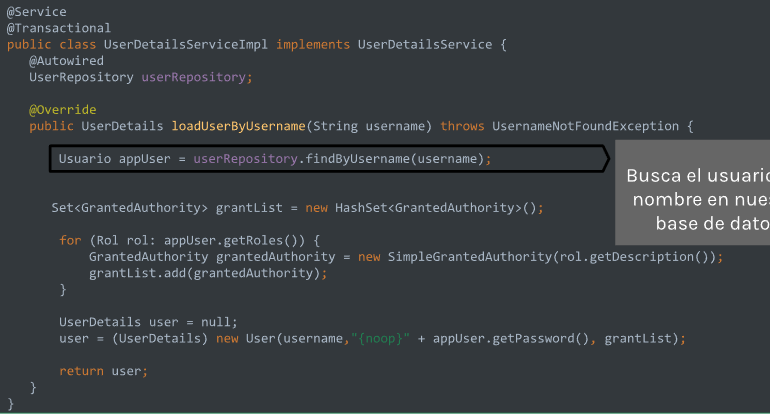 @Service
@Transactional
public class UserDetailsServiceImpl implements UserDetailsService {
@Autowired
UserRepository userRepository;
@Override
public UserDetails loadUserByUsername(String username) throws UsernameNotFoundException {
Usuario appUser = userRepository.findByUsername(username);
Busca el usuario
nombre en nues
base de dato
Set<GrantedAuthority> grantList = new HashSet<GrantedAuthority>();
for (Rol rol: appUser.getRoles()) {
GrantedAuthority grantedAuthority = new SimpleGrantedAuthority(rol.getDescription());
grantList.add(grantedAuthority);
}
UserDetails user = null;
user = (UserDetails) new User(username,"{noop}" + appUser.getPassword(), grantList);
return user;
}
}